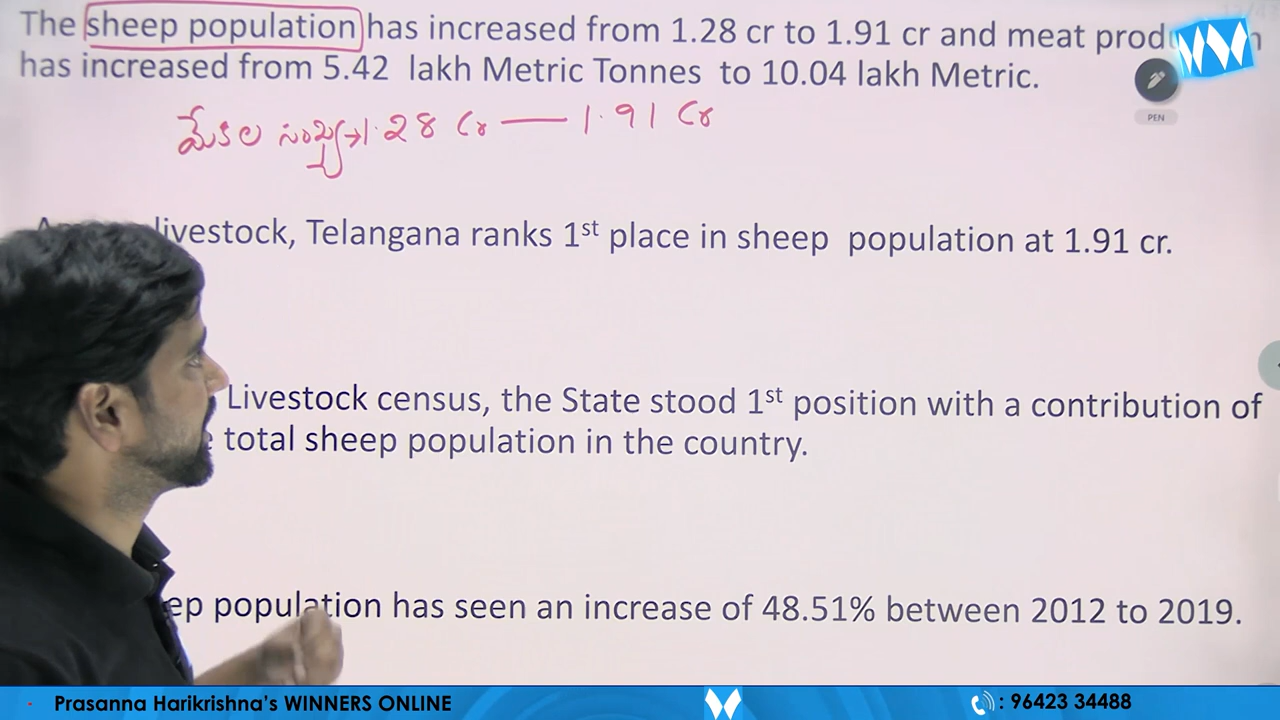 The sheep population has increased from 1.28 cr to 1.91 cr and meat
has increased from 5.42 lakh Metric Tonnes to 10.04 lakh Metric.
PEN
మేకల సంఖ్య→1.28 Cr — 1.91 Cr
livestock, Telangana ranks 1st place in sheep population at 1.91 cr.
Livestock census, the State stood 1st position with a contribution of
total sheep population in the country.
population has seen an increase of 48.51% between 2012 to 2019.
- Prasanna Harikrishna's WINNERS ONLINE
: 96423 34488